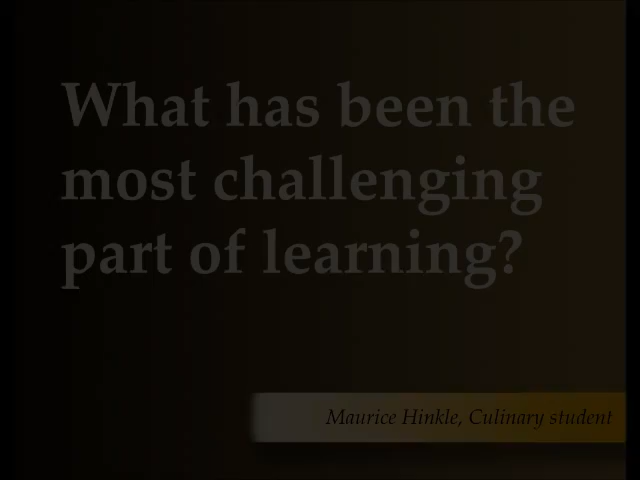 What has been the
most challenging
part of learning?
Maurice Hinkle, Culinary student